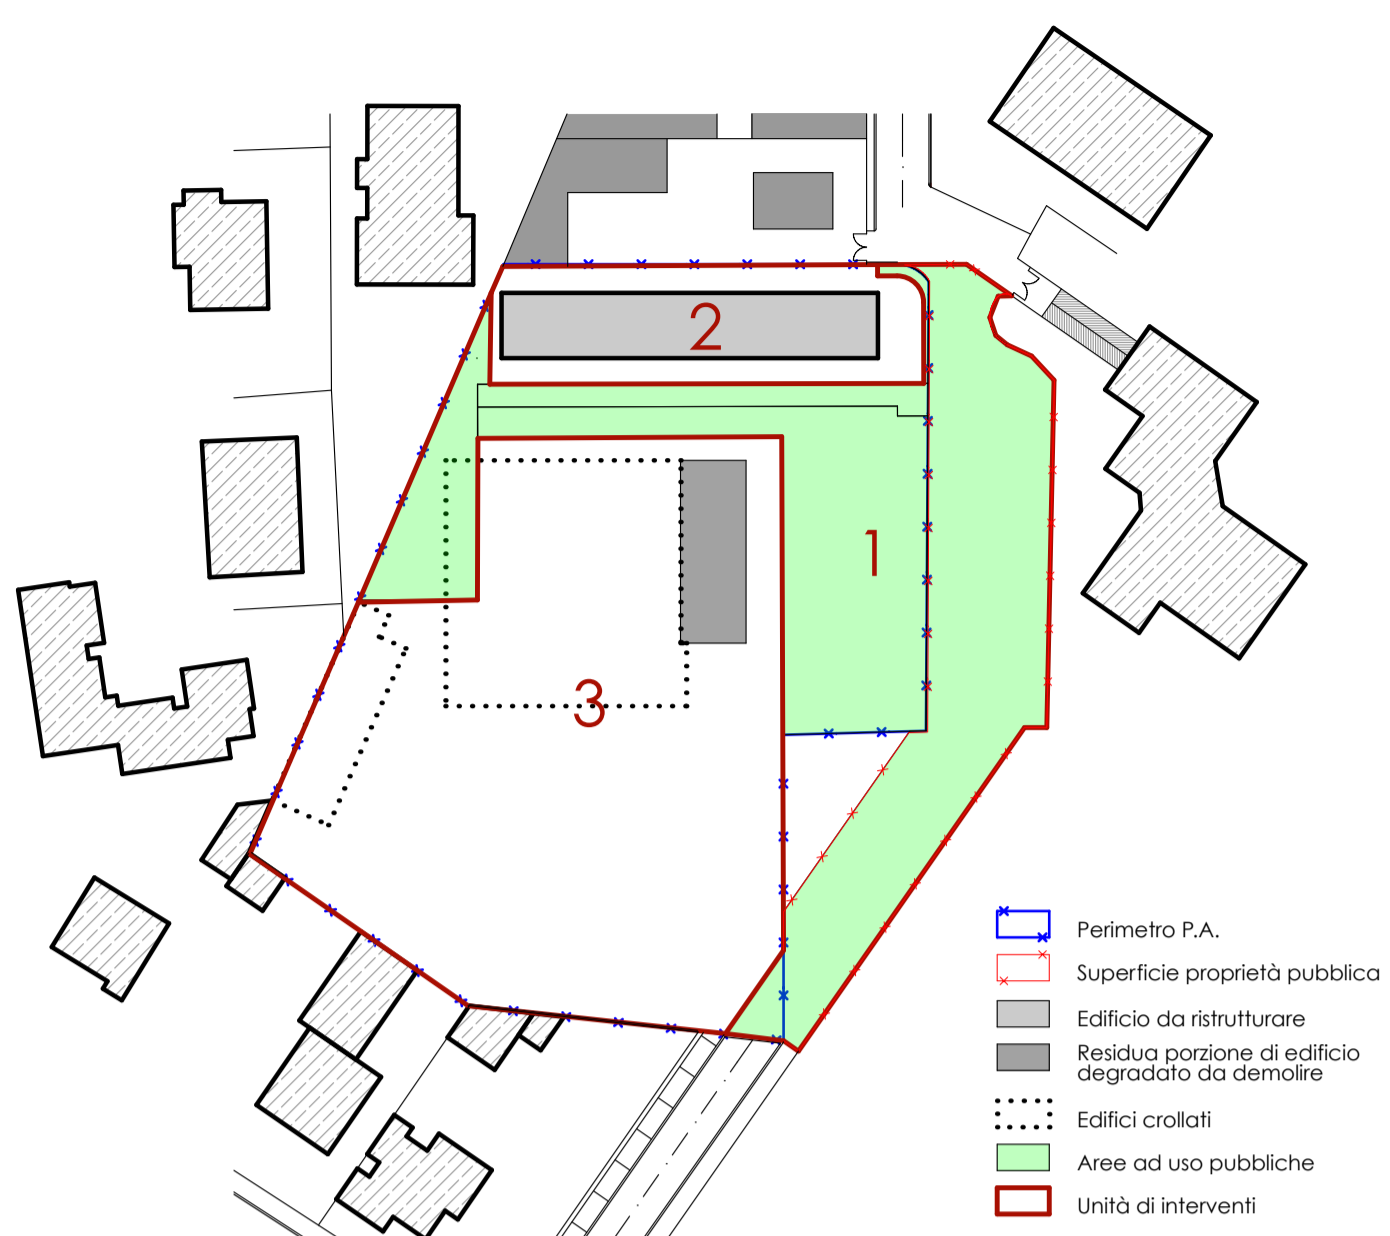 2
1
3
Perimetro P.A.
Superficie proprietà pubblica
Edificio da ristrutturare
Residua porzione di edificio
degradato da demolire
Edifici crollati
Aree ad uso pubbliche
Unità di interventi